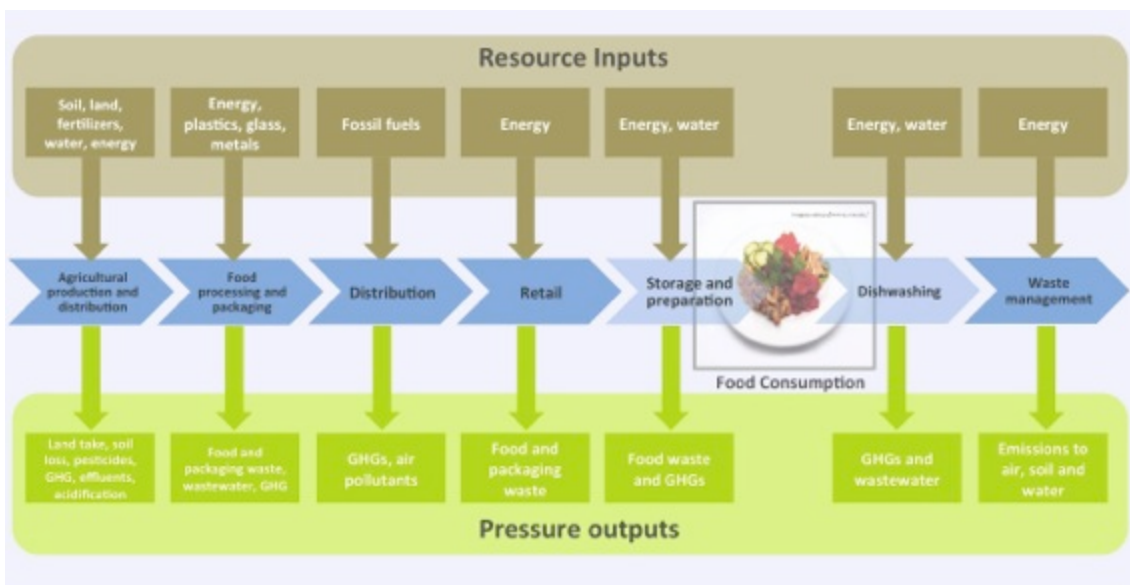 Resource Inputs
Soil, land,
fertilizers,
water, energy
Energy,
plastics, glass,
metals
Fossil fuels
Energy
Energy, water
Energy, water
Energy
Agricultural
production and
distribution
Food
processing and
packaging
Distribution
Retail
Storage and
preparation
Dishwashing
Waste
management
Food Consumption
Land take, soil
loss, pesticides,
GHG, effluents,
acidification
Food and
packaging waste,
wastewater, GHG
GHGs, air
pollutants
Food and
packaging
waste
Food waste
and GHGs
GHGs and
wastewater
Emissions to
air, soil and
water
Pressure outputs